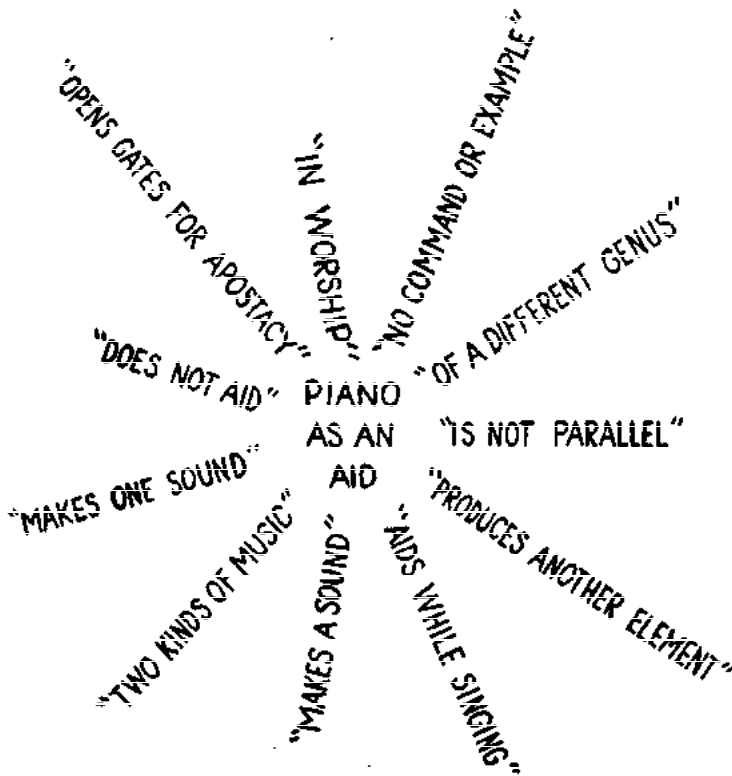 "OPENS GATES FOR APOSTACY"
"IN WORSHIP"
"NO COMMAND OR EXAMPLE"
"OF A DIFFERENT GENUS"
"DOES NOT AID"
PIANO
AS AN
AID
"IS NOT PARALLEL"
"MAKES ONE SOUND"
"PRODUCES ANOTHER ELEMENT"
"TWO KINDS OF MUSIC"
"MAKES A SOUND"
"AIDS WHILE SINGING"